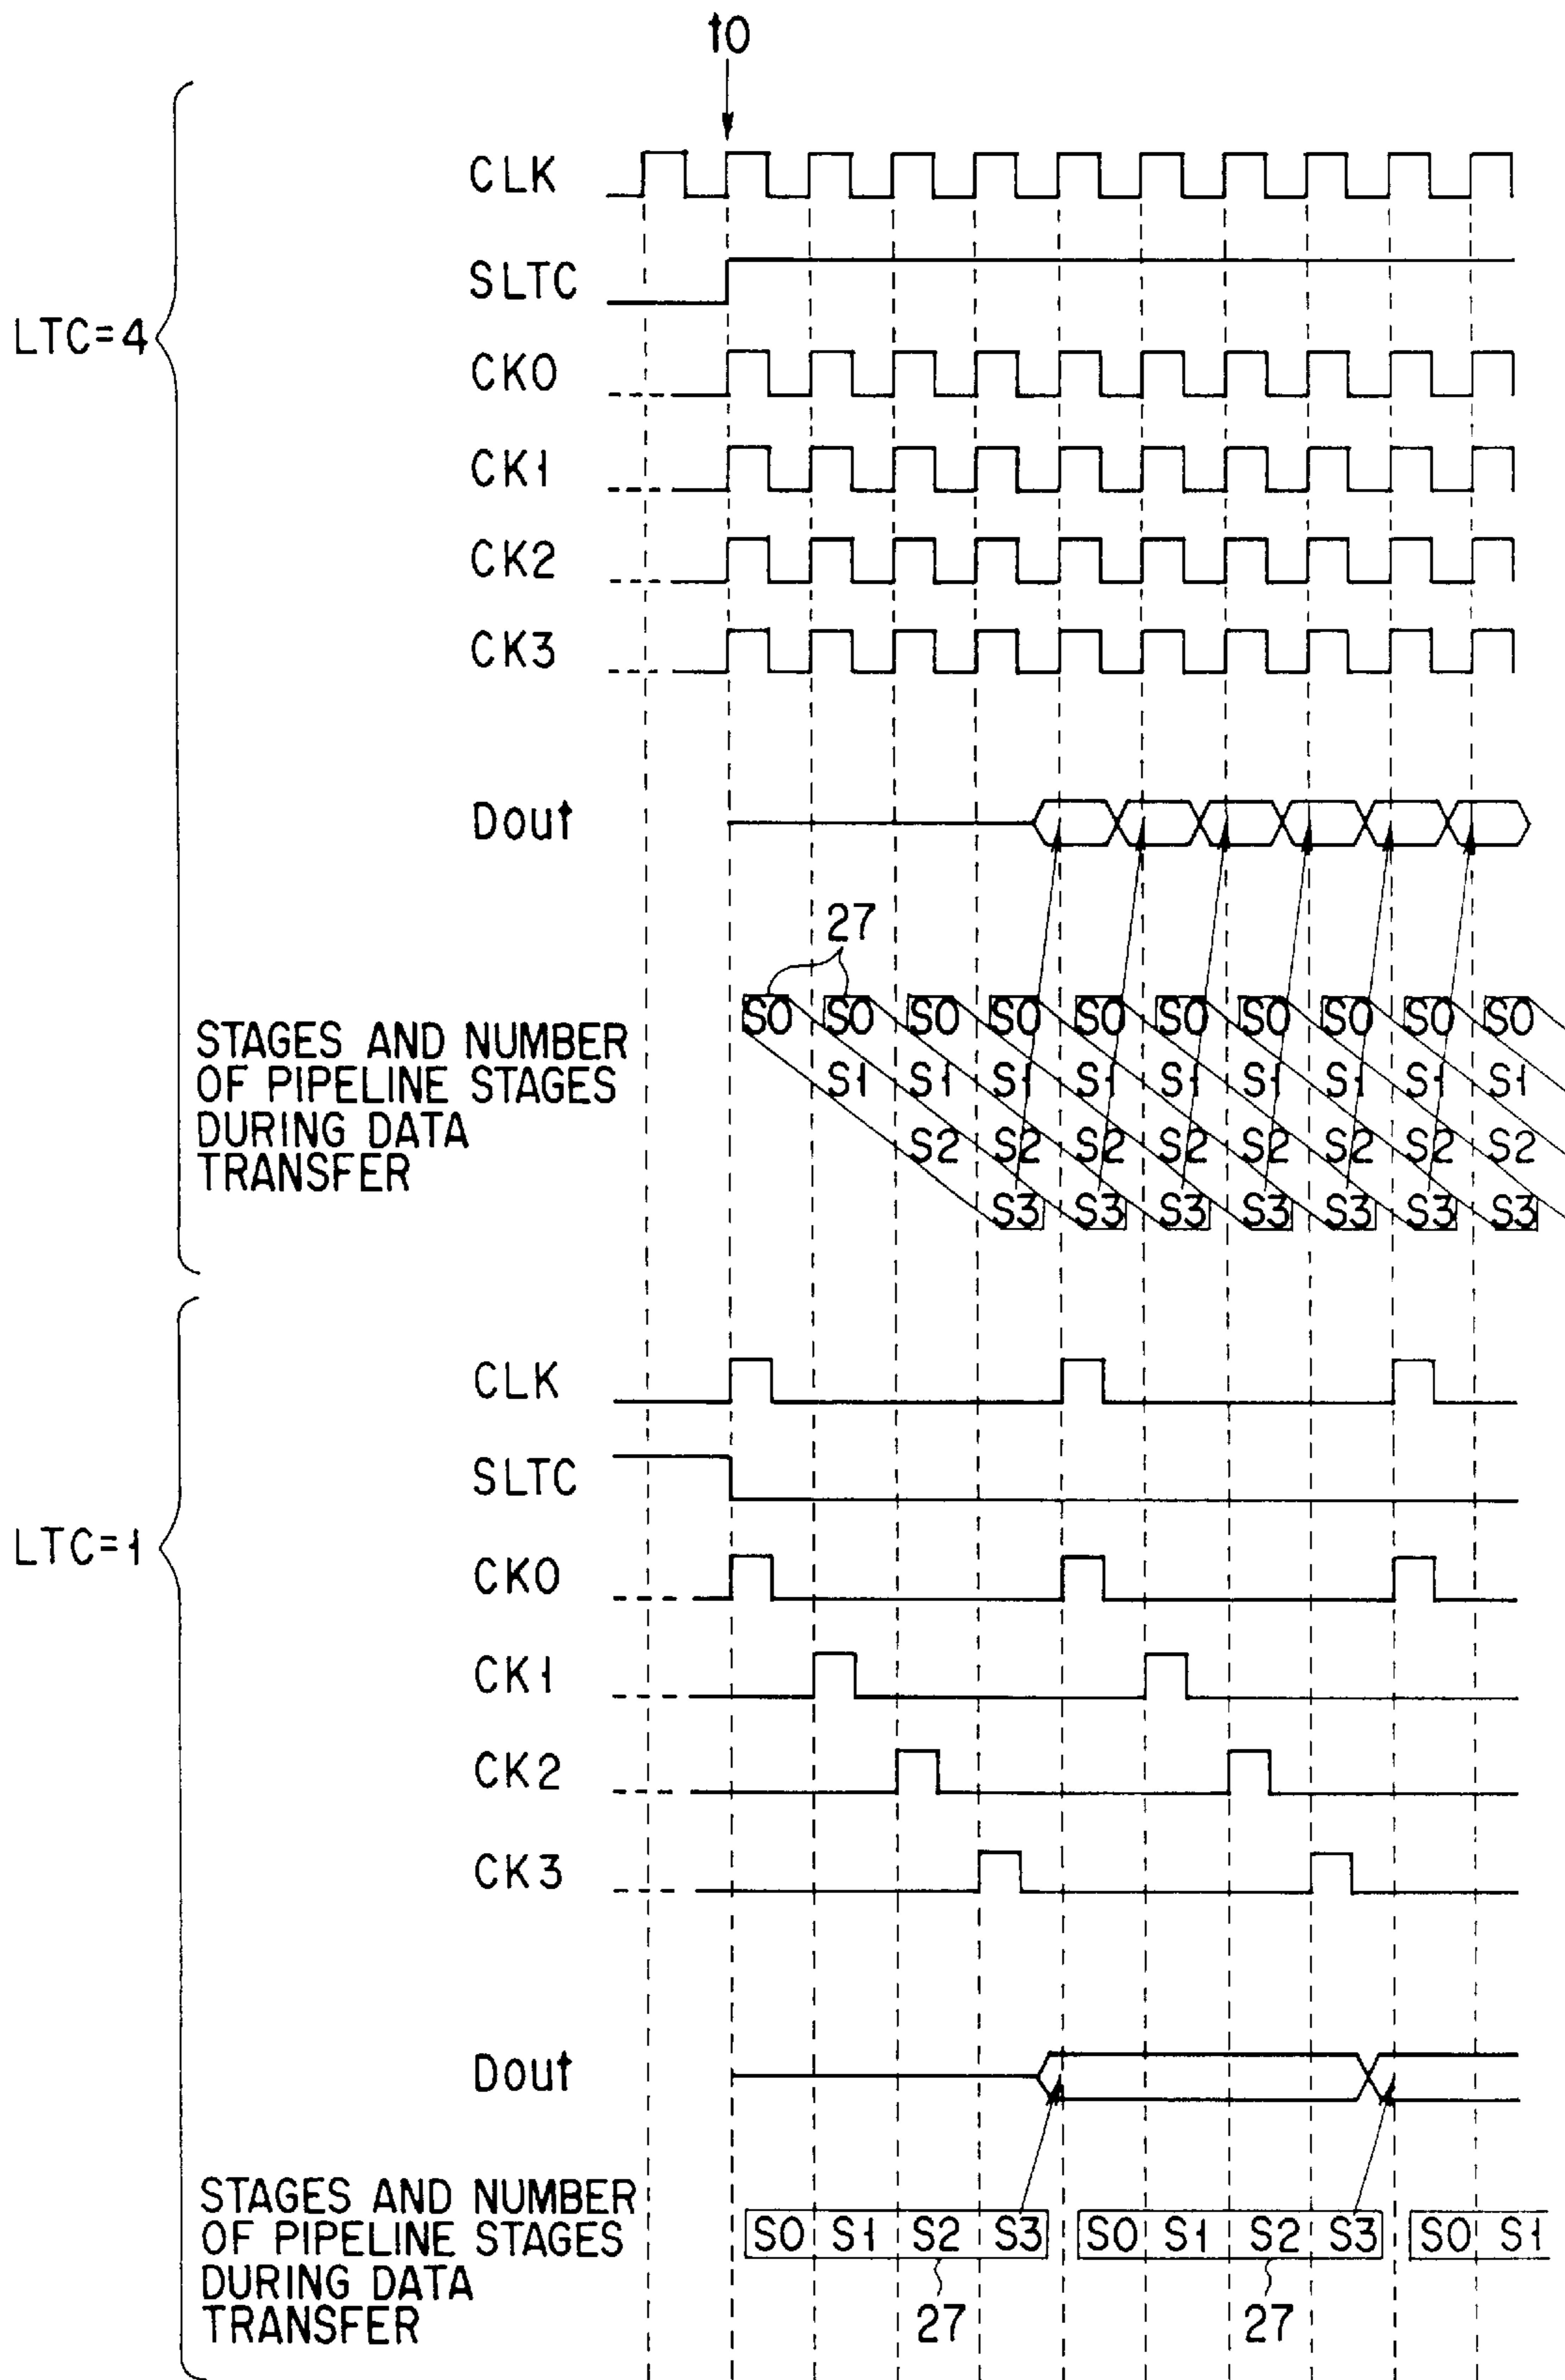 t0
LTC=4
CLK
SLTC
CK0
CK1
CK2
CK3
Dout
27
STAGES AND NUMBER
OF PIPELINE STAGES
DURING DATA
TRANSFER
S0 S0 S0 S0 S0 S0 S0 S0 S0 S0
S1 S1 S1 S1 S1 S1 S1 S1 S1
S2 S2 S2 S2 S2 S2 S2 S2
S3 S3 S3 S3 S3 S3 S3
LTC=1
CLK
SLTC
CK0
CK1
CK2
CK3
Dout
STAGES AND NUMBER
OF PIPELINE STAGES
DURING DATA
TRANSFER
S0 S1 S2 S3 S0 S1 S2 S3 S0 S1
27 27